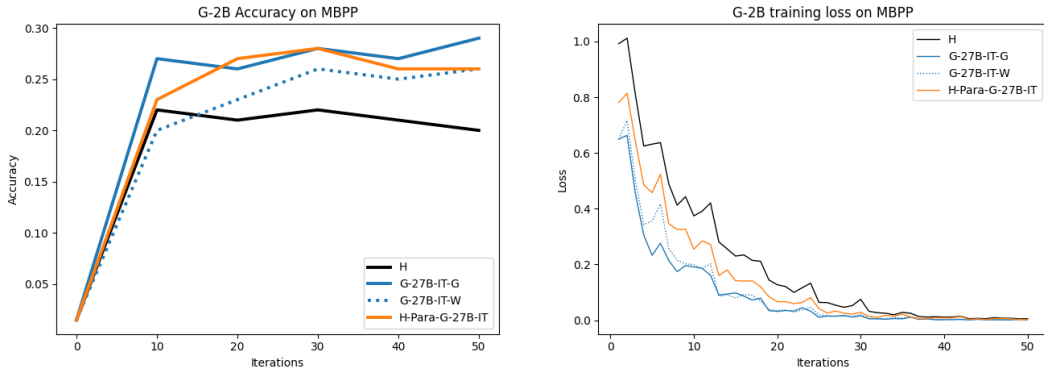 G-2B Accuracy on MBPP
Accuracy
0.30
0.25
0.20
0.15
0.10
0.05
0
10
20
30
40
50
Iterations
H
G-27B-IT-G
G-27B-IT-W
H-Para-G-27B-IT
G-2B training loss on MBPP
Loss
1.0
0.8
0.6
0.4
0.2
0.0
0
10
20
30
40
50
Iterations
H
G-27B-IT-G
G-27B-IT-W
H-Para-G-27B-IT